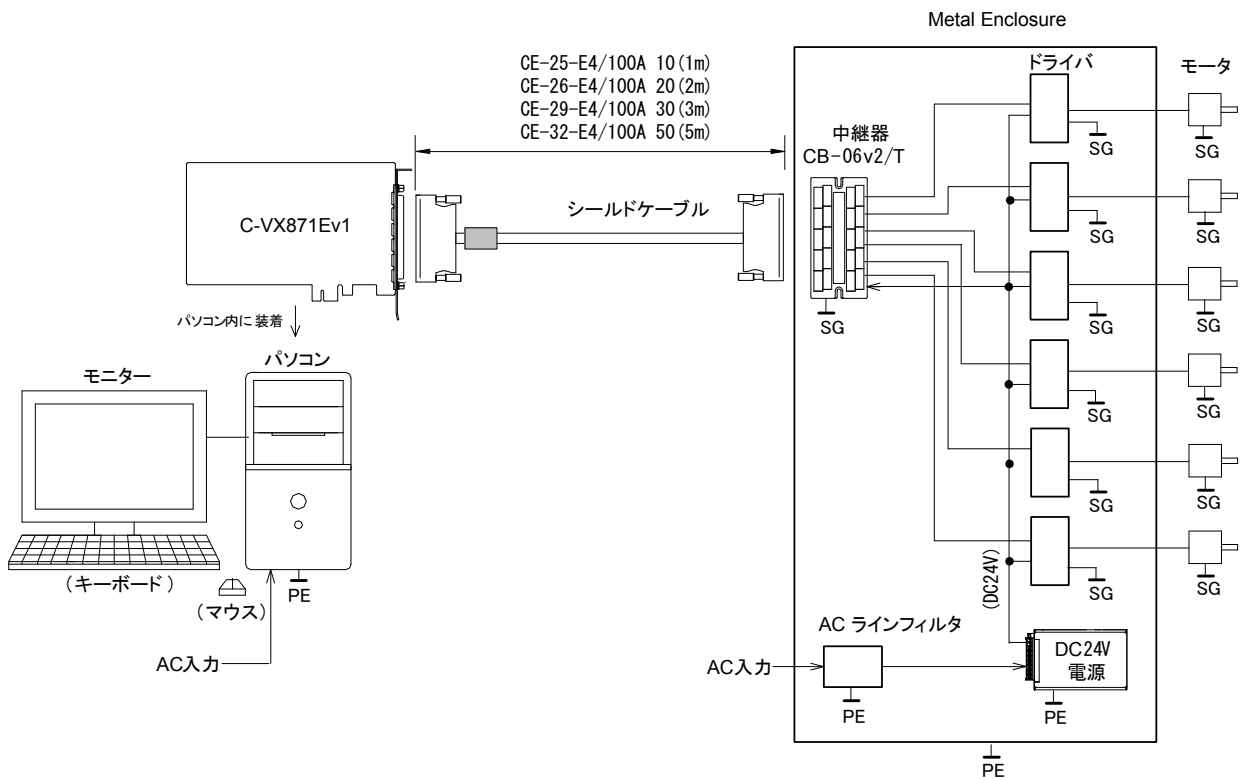 Metal Enclosure
CE-25-E4/100A 10(1m)
CE-26-E4/100A 20(2m)
CE-29-E4/100A 30(3m)
CE-32-E4/100A 50(5m)
ドライバ
モータ
中継器
CB-06v2/T
シールドケーブル
C-VX871Ev1
パソコン内に装着
パソコン
モニター
(キーボード)
(マウス)
PE
AC入力
SG
SG
SG
SG
SG
SG
SG
SG
SG
SG
SG
SG
SG
(DC24V)
AC ラインフィルタ
AC入力
PE
DC24V
電源
PE
PE